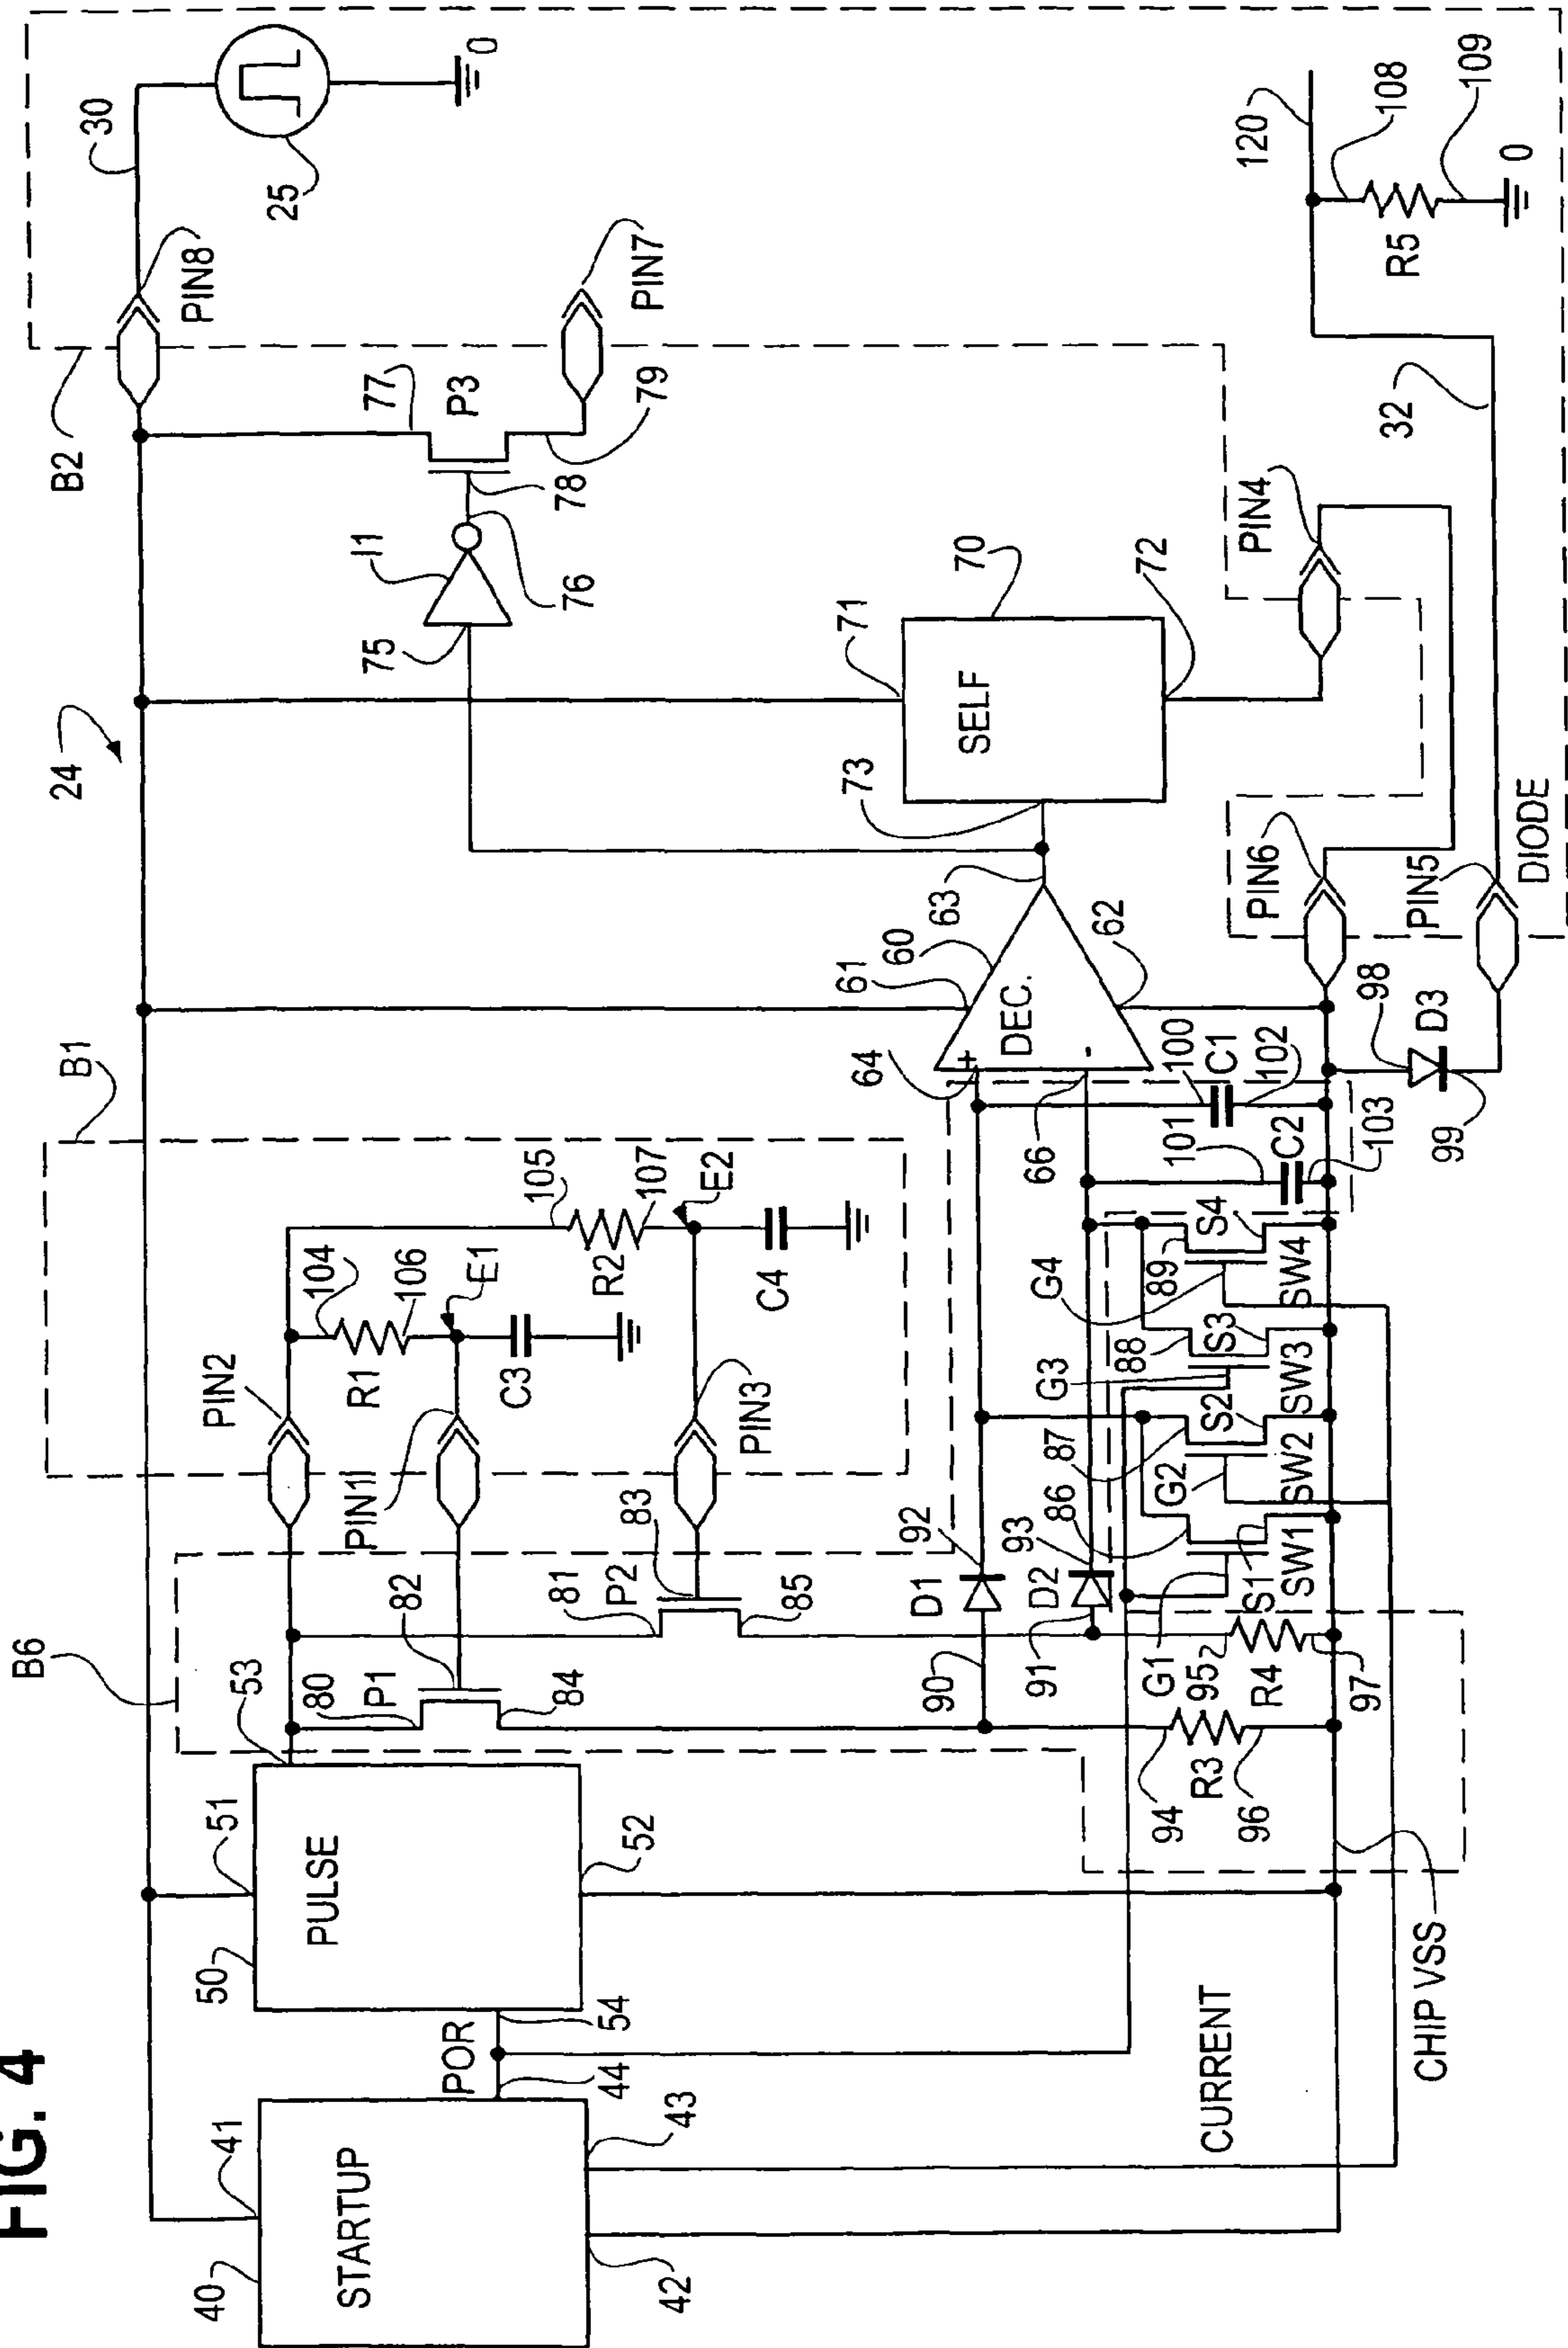 FIG. 4
24
B2
30
25
0
PIN8
PIN7
77
P3
79
78
I1
76
75
B1
B6
53
PIN2
104
R1
106
E1
C3
105
R2
107
E2
C4
PIN1
PIN3
82
83
80
P1
84
81
P2
85
40
41
STARTUP
42
43
44
POR
54
50
51
PULSE
52
64
61
60
DEC.
+
-
63
62
66
73
71
SELF
70
72
PIN4
120
108
R5
109
0
90
D1
92
91
D2
93
86
87
G2
88
89
G3
G4
G1
S1
S2
S3
S4
SW1
SW2
SW3
SW4
94
R3
96
95
R4
97
100
C1
102
101
C2
103
98
D3
99
PIN6
PIN5
DIODE
32
CURRENT
CHIP VSS